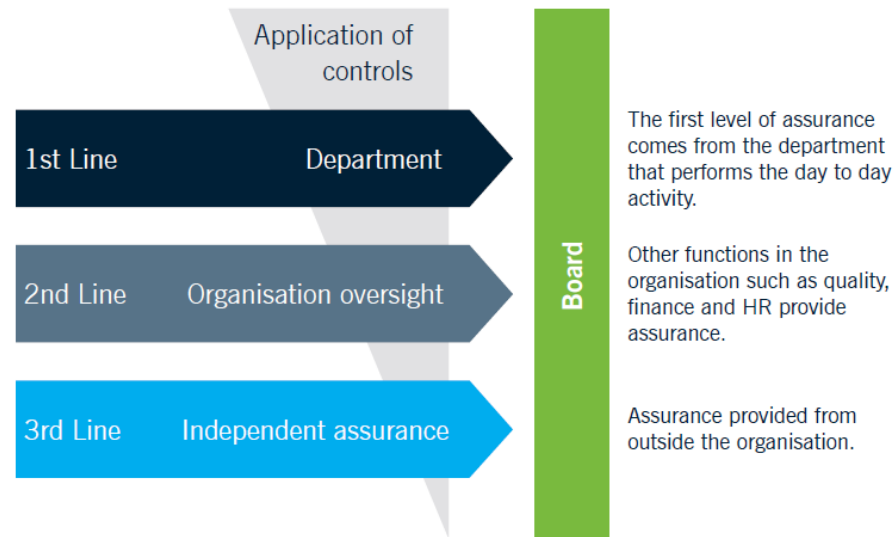 Application of
controls
1st Line Department
The first level of assurance
comes from the department
that performs the day to day
activity.
2nd Line Organisation oversight
Other functions in the
organisation such as quality,
finance and HR provide
assurance.
3rd Line Independent assurance
Assurance provided from
outside the organisation.
Board